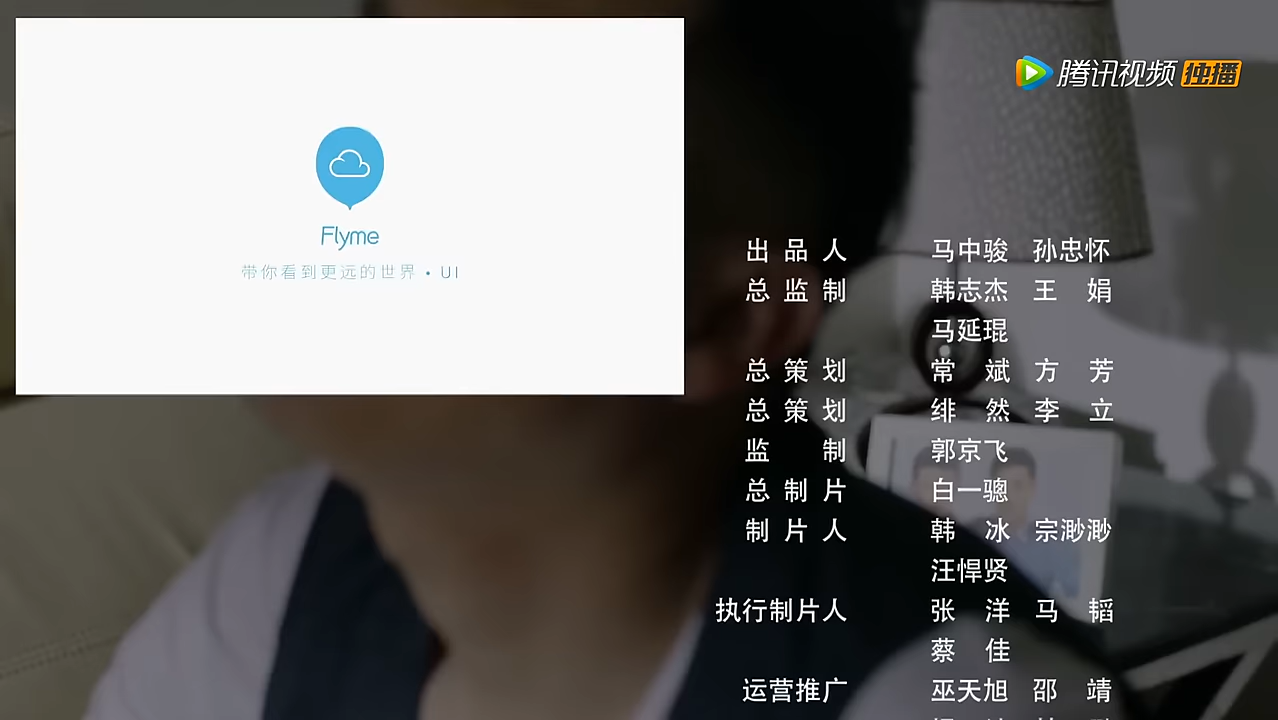 腾讯视频 独播
Flyme
带你看到更远的世界·UI
出品人 马中骏 孙忠怀
总监制 韩志杰 王娟
马延琨
总策划 常斌 方芳
总策划 绯然 李立
监制 郭京飞
总制片 白一骢
制片人 韩冰 宗渺渺
汪悍贤
执行制片人 张洋 马韬
蔡佳
运营推广 巫天旭 邵靖